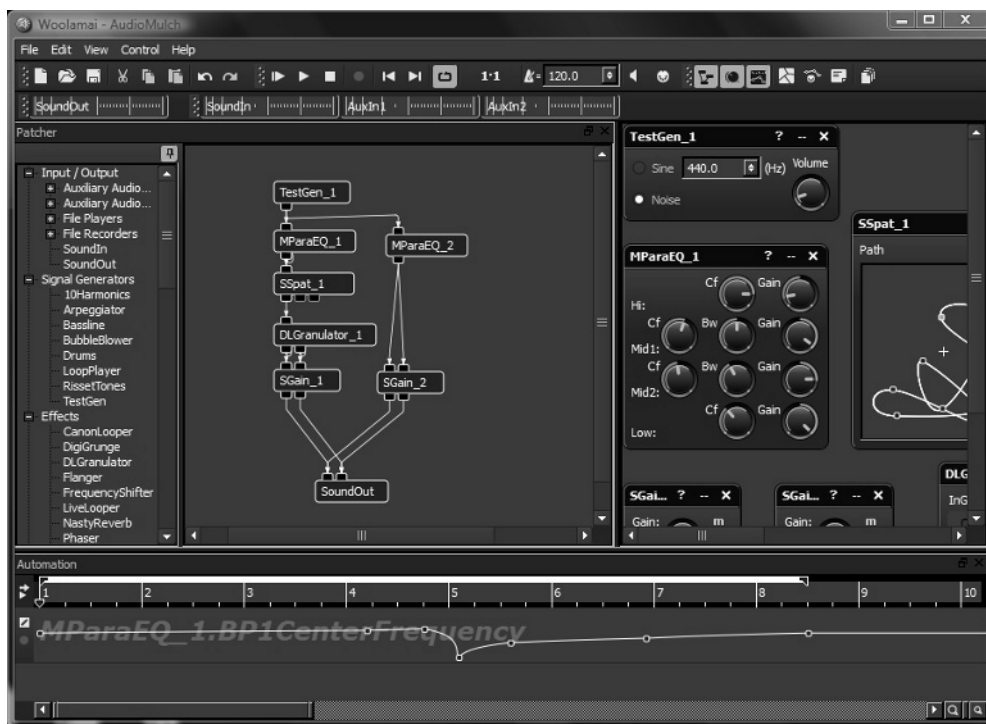 Woolamai - AudioMulch
File Edit View Control Help
1·1 = 120.0
SoundOut SoundIn AuxIn1 AuxIn2
Patcher
Input / Output
Auxiliary Audio...
Auxiliary Audio...
File Players
File Recorders
SoundIn
SoundOut
Signal Generators
10Harmonics
Arpeggiator
Bassline
BubbleBlower
Drums
LoopPlayer
RissetTones
TestGen
Effects
CanonLooper
DigiGrunge
DLGranulator
Flanger
FrequencyShifter
LiveLooper
NastyReverb
Phaser
TestGen_1
MParaEQ_1
MParaEQ_2
SSpat_1
DLGranulator_1
SGain_1
SGain_2
SoundOut
TestGen_1 ? -- X
Sine 440.0 (Hz) Volume
Noise
MParaEQ_1 ? -- X
Cf Gain
Hi:
Cf Bw Gain
Mid1:
Cf Bw Gain
Mid2:
Cf Gain
Low:
SSpat_1
Path
SGai... ? -- X
Gain: m
SGai... ? -- X
Gain: m
DLG
InG
Automation
1 2 3 4 5 6 7 8 9 10
MParaEQ_1.BP1CenterFrequency